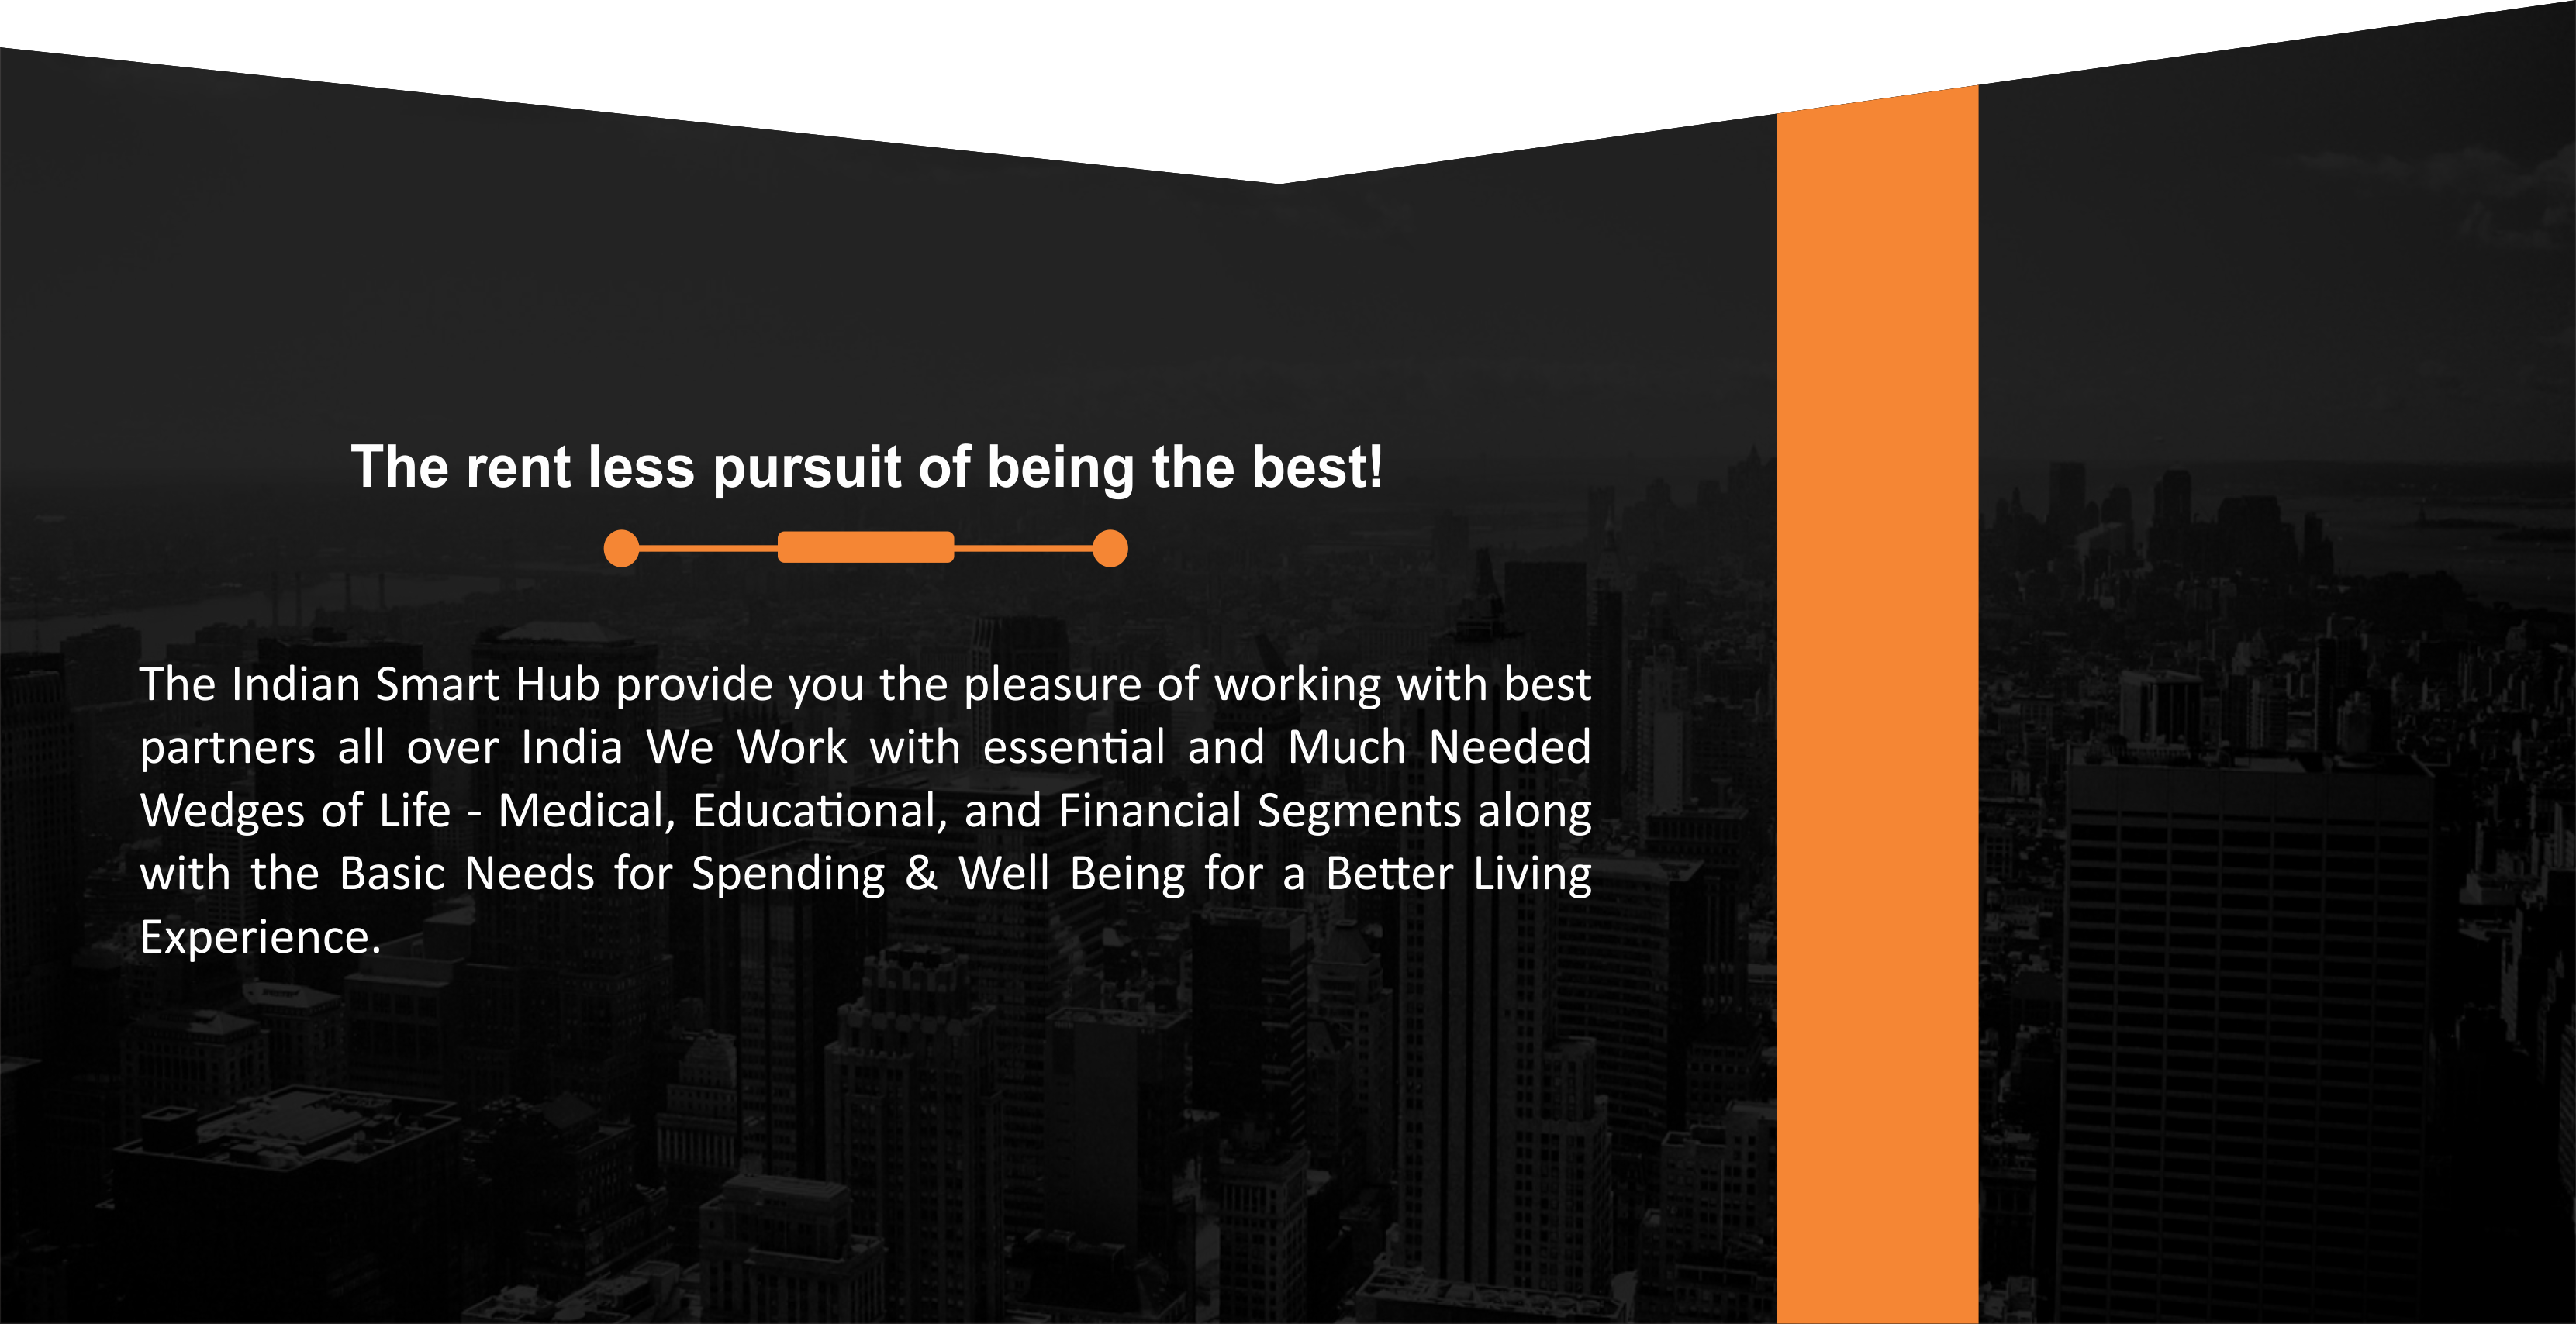 The rent less pursuit of being the best!
The Indian Smart Hub provide you the pleasure of working with best
partners all over India We Work with essential and Much Needed
Wedges of Life - Medical, Educational, and Financial Segments along
with the Basic Needs for Spending & Well Being for a Better Living
Experience.